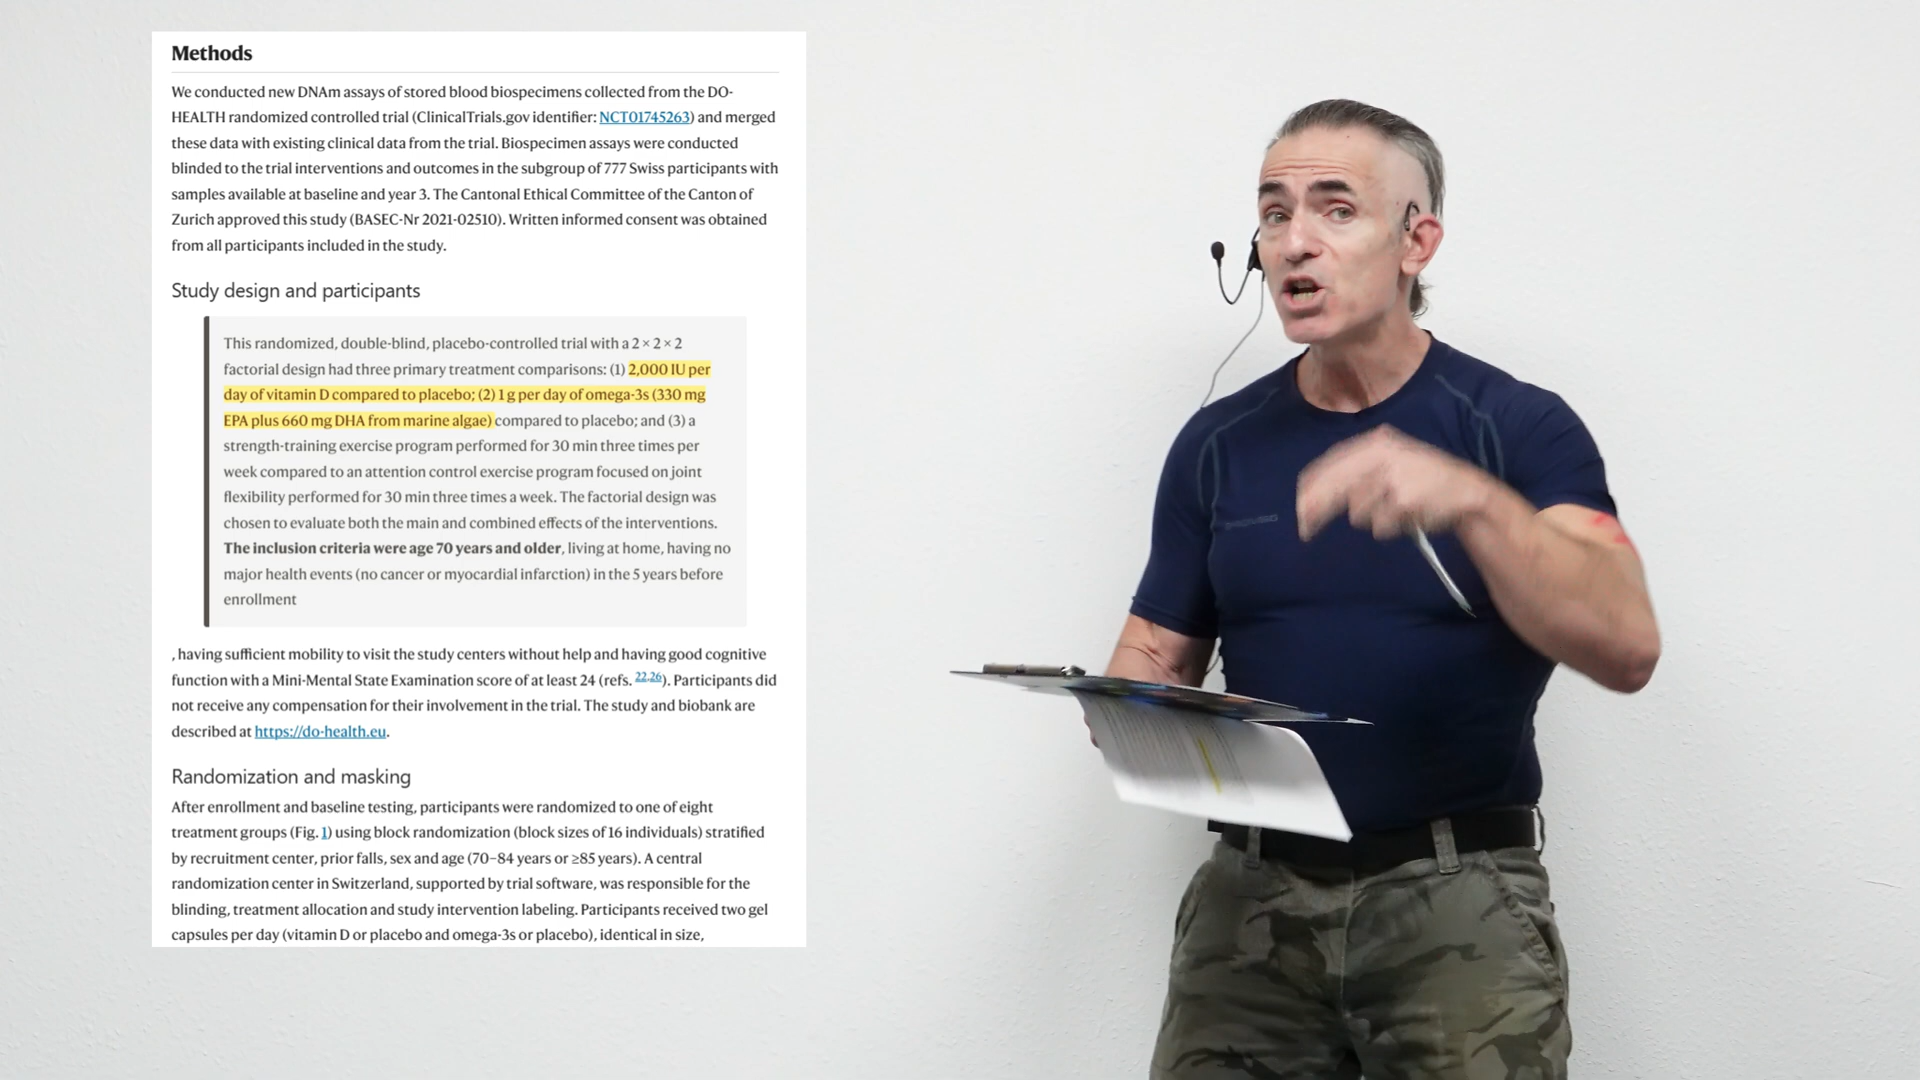 Methods
We conducted new DNAm assays of stored blood biospecimens collected from the DO-
HEALTH randomized controlled trial (ClinicalTrials.gov identifier: NCT01745263) and merged
these data with existing clinical data from the trial. Biospecimen assays were conducted
blinded to the trial interventions and outcomes in the subgroup of 777 Swiss participants with
samples available at baseline and year 3. The Cantonal Ethical Committee of the Canton of
Zurich approved this study (BASEC-Nr 2021-02510). Written informed consent was obtained
from all participants included in the study.
Study design and participants
This randomized, double-blind, placebo-controlled trial with a 2 × 2 × 2
factorial design had three primary treatment comparisons: (1) 2,000 IU per
day of vitamin D compared to placebo; (2) 1 g per day of omega-3s (330 mg
EPA plus 660 mg DHA from marine algae) compared to placebo; and (3) a
strength-training exercise program performed for 30 min three times per
week compared to an attention control exercise program focused on joint
flexibility performed for 30 min three times a week. The factorial design was
chosen to evaluate both the main and combined effects of the interventions.
The inclusion criteria were age 70 years and older, living at home, having no
major health events (no cancer or myocardial infarction) in the 5 years before
enrollment
, having sufficient mobility to visit the study centers without help and having good cognitive
function with a Mini-Mental State Examination score of at least 24 (refs. 22,26). Participants did
not receive any compensation for their involvement in the trial. The study and biobank are
described at https://do-health.eu.
Randomization and masking
After enrollment and baseline testing, participants were randomized to one of eight
treatment groups (Fig. 1) using block randomization (block sizes of 16 individuals) stratified
by recruitment center, prior falls, sex and age (70–84 years or ≥85 years). A central
randomization center in Switzerland, supported by trial software, was responsible for the
blinding, treatment allocation and study intervention labeling. Participants received two gel
capsules per day (vitamin D or placebo and omega-3s or placebo), identical in size,